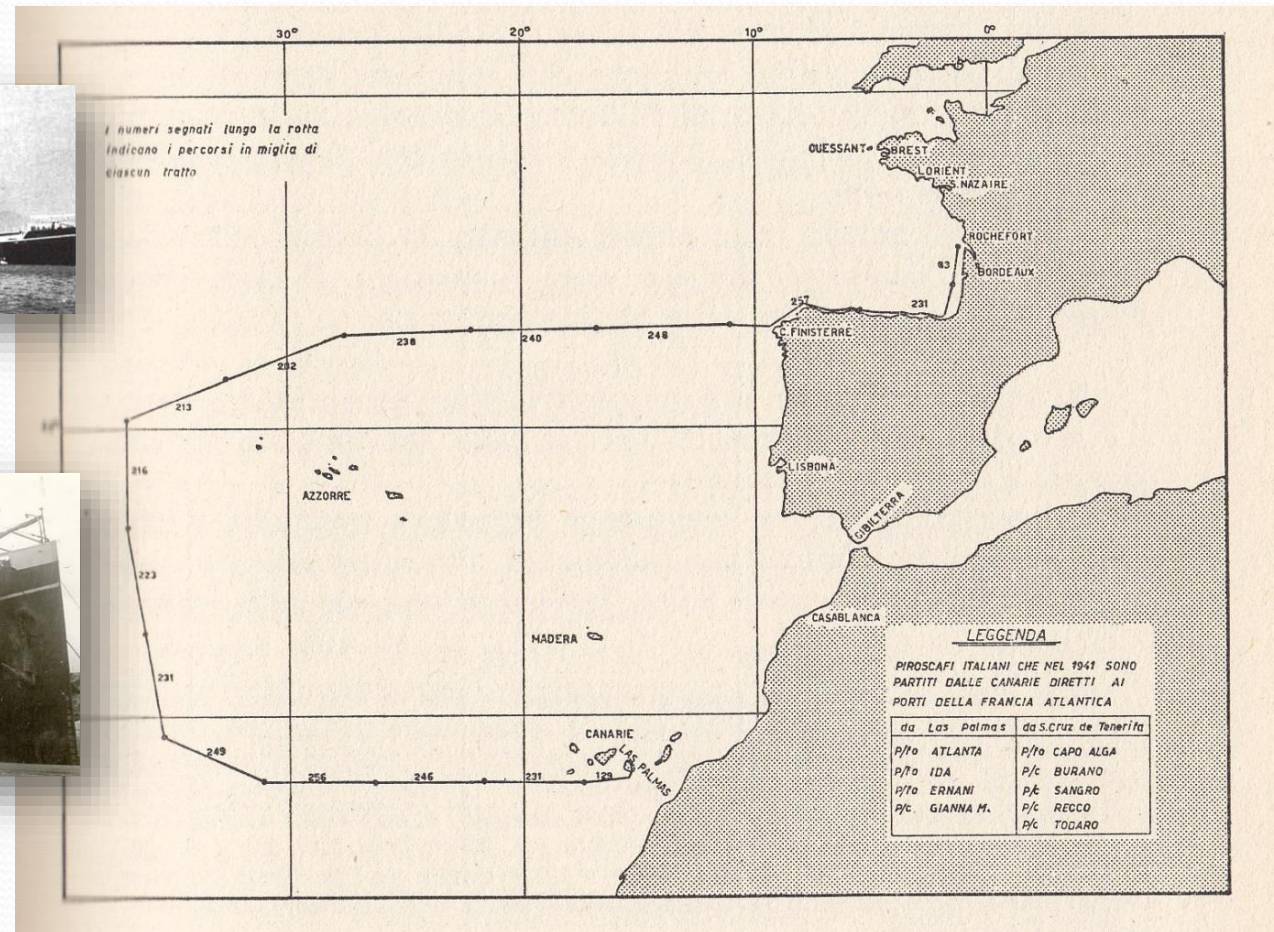 30°
20°
10°
0°
I numeri segnati lungo la rotta
indicano i percorsi in miglia di
ciascun tratto
OUESSANT
BREST
LORIENT
S.NAZAIRE
ROCHEFORT
BORDEAUX
257
231
C. FINISTERRE
238
240
248
213
216
AZZORRE
LISBONA
GIBILTERRA
223
CASABLANCA
MADERA
231
CANARIE
LAS PALMAS
249
256
246
231
129
LEGGENDA
PIROSCAFI ITALIANI CHE NEL 1941 SONO
PARTITI DALLE CANARIE DIRETTI AI
PORTI DELLA FRANCIA ATLANTICA
da Las Palmas da S.Cruz de Tenerifa
P/fo ATLANTA P/fo CAPO ALGA
P/fo IDA P/c BURANO
P/fo ERNANI P/c SANGRO
P/c. GIANNA M. P/c RECCO
P/c TODARO